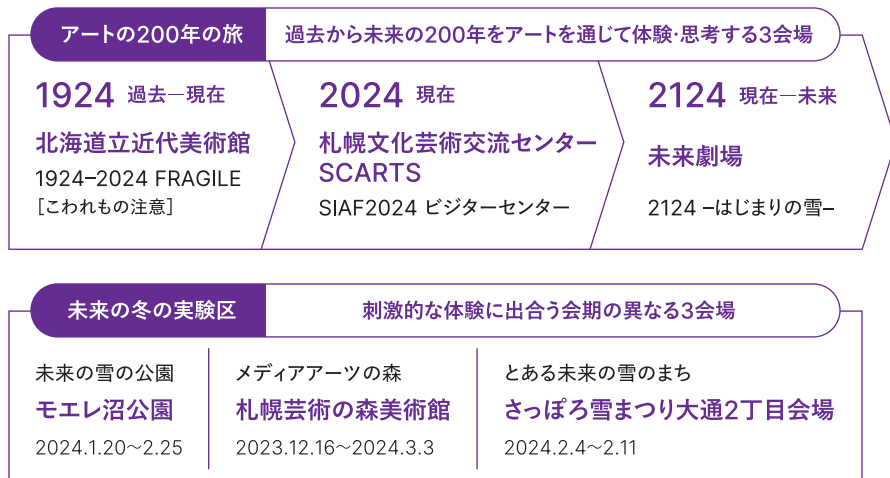 アートの200年の旅 過去から未来の200年をアートを通じて体験・思考する3会場
1924 過去—現在
北海道立近代美術館
1924–2024 FRAGILE
［こわれもの注意］
2024 現在
札幌文化芸術交流センター
SCARTS
SIAF2024 ビジターセンター
2124 現在—未来
未来劇場
2124 –はじまりの雪–
未来の冬の実験区 刺激的な体験に出合う会期の異なる3会場
未来の雪の公園
モエレ沼公園
2024.1.20〜2.25
メディアアーツの森
札幌芸術の森美術館
2023.12.16〜2024.3.3
とある未来の雪のまち
さっぽろ雪まつり大通2丁目会場
2024.2.4〜2.11